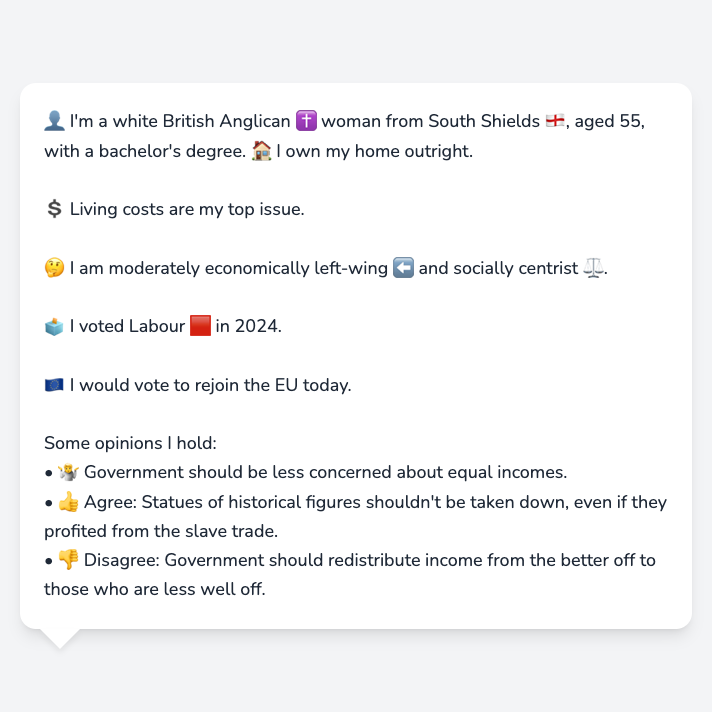 👤 I'm a white British Anglican ✝️ woman from South Shields 🏴󠁧󠁢󠁥󠁮󠁧󠁿, aged 55,
with a bachelor's degree. 🏠 I own my home outright.
💲 Living costs are my top issue.
🤔 I am moderately economically left-wing ⬅️ and socially centrist ⚖️.
🗳️ I voted Labour 🟥 in 2024.
🇪🇺 I would vote to rejoin the EU today.
Some opinions I hold:
• 🤷 Government should be less concerned about equal incomes.
• 👍 Agree: Statues of historical figures shouldn't be taken down, even if they
profited from the slave trade.
• 👎 Disagree: Government should redistribute income from the better off to
those who are less well off.